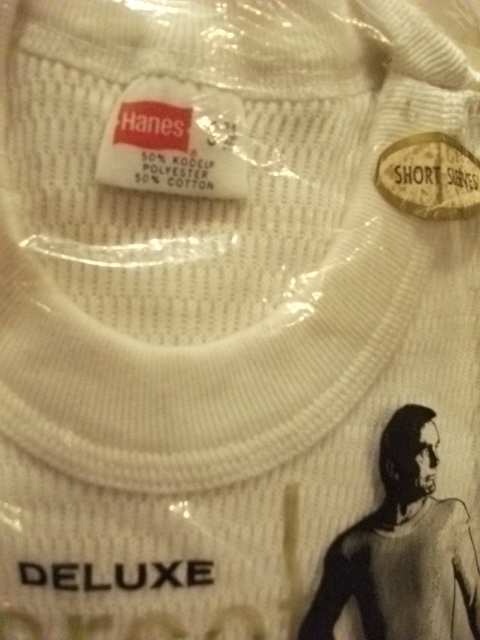 Hanes
50% KODEL
POLYESTER
50% COTTON
SHORT SLEEVES
DELUXE